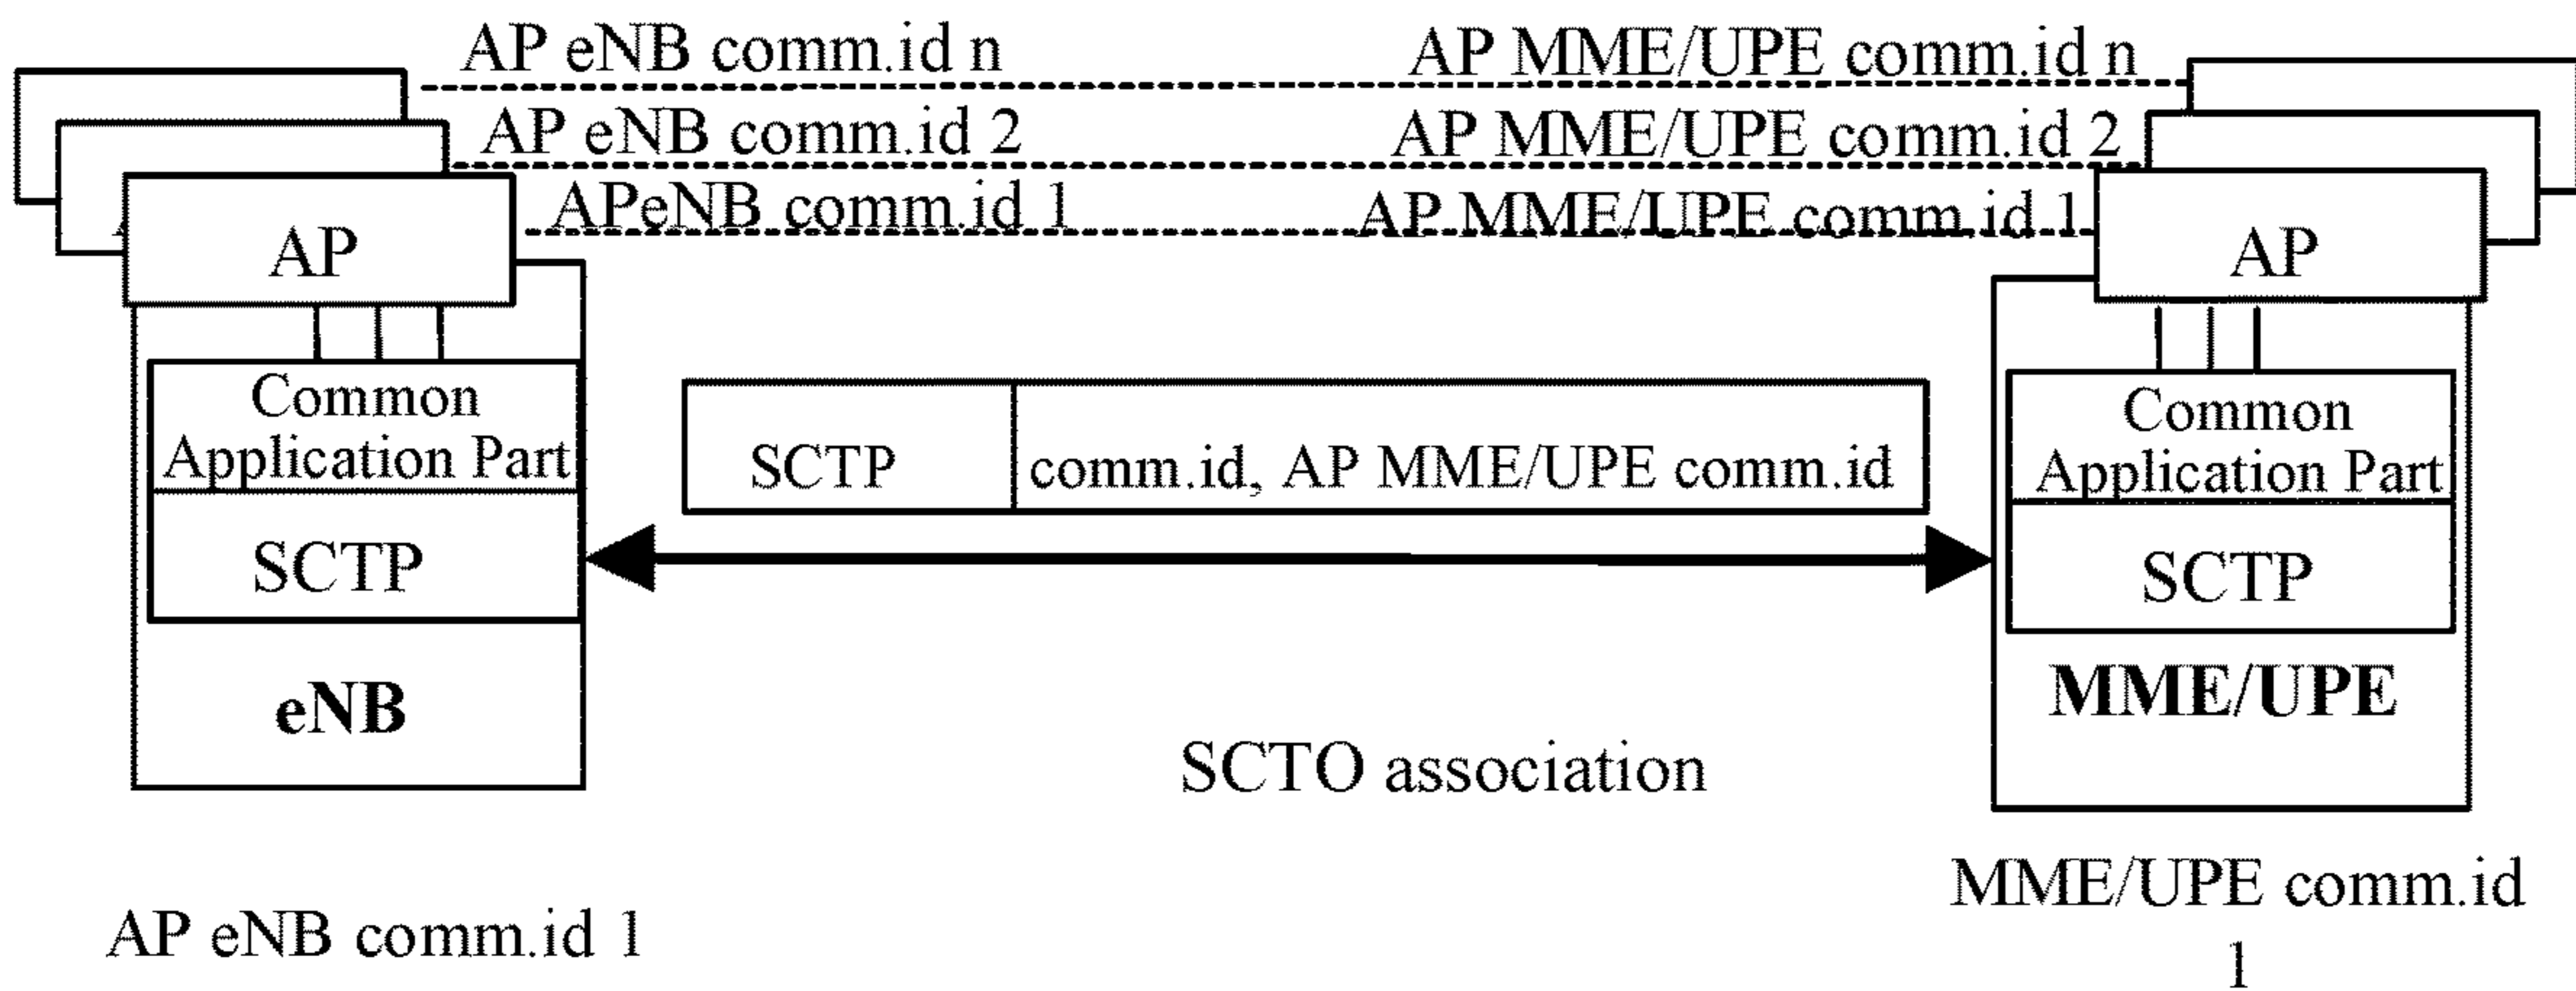 AP eNB comm.id n
AP MME/UPE comm.id n
AP eNB comm.id 2
AP MME/UPE comm.id 2
APeNB comm.id 1
AP MME/UPE comm.id 1
AP
AP
Common
Application Part
SCTP
eNB
SCTP
comm.id, AP MME/UPE comm.id
SCTO association
Common
Application Part
SCTP
MME/UPE
AP eNB comm.id 1
MME/UPE comm.id
1